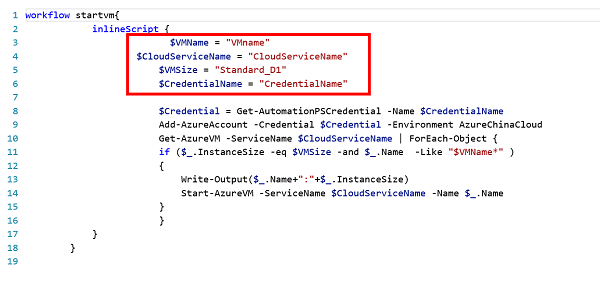 1 workflow startvm{
2 inlineScript {
3 $VMName = "VMname"
4 $CloudServiceName = "CloudServiceName"
5 $VMSize = "Standard_D1"
6 $CredentialName = "CredentialName"
7
8 $Credential = Get-AutomationPSCredential -Name $CredentialName
9 Add-AzureAccount -Credential $Credential -Environment AzureChinaCloud
10 Get-AzureVM -ServiceName $CloudServiceName | ForEach-Object {
11 if ($_.InstanceSize -eq $VMSize -and $_.Name -Like "$VMName*" )
12 {
13 Write-Output($_.Name+":"+$_.InstanceSize)
14 Start-AzureVM -ServiceName $CloudServiceName -Name $_.Name
15 }
16 }
17 }
18 }
19